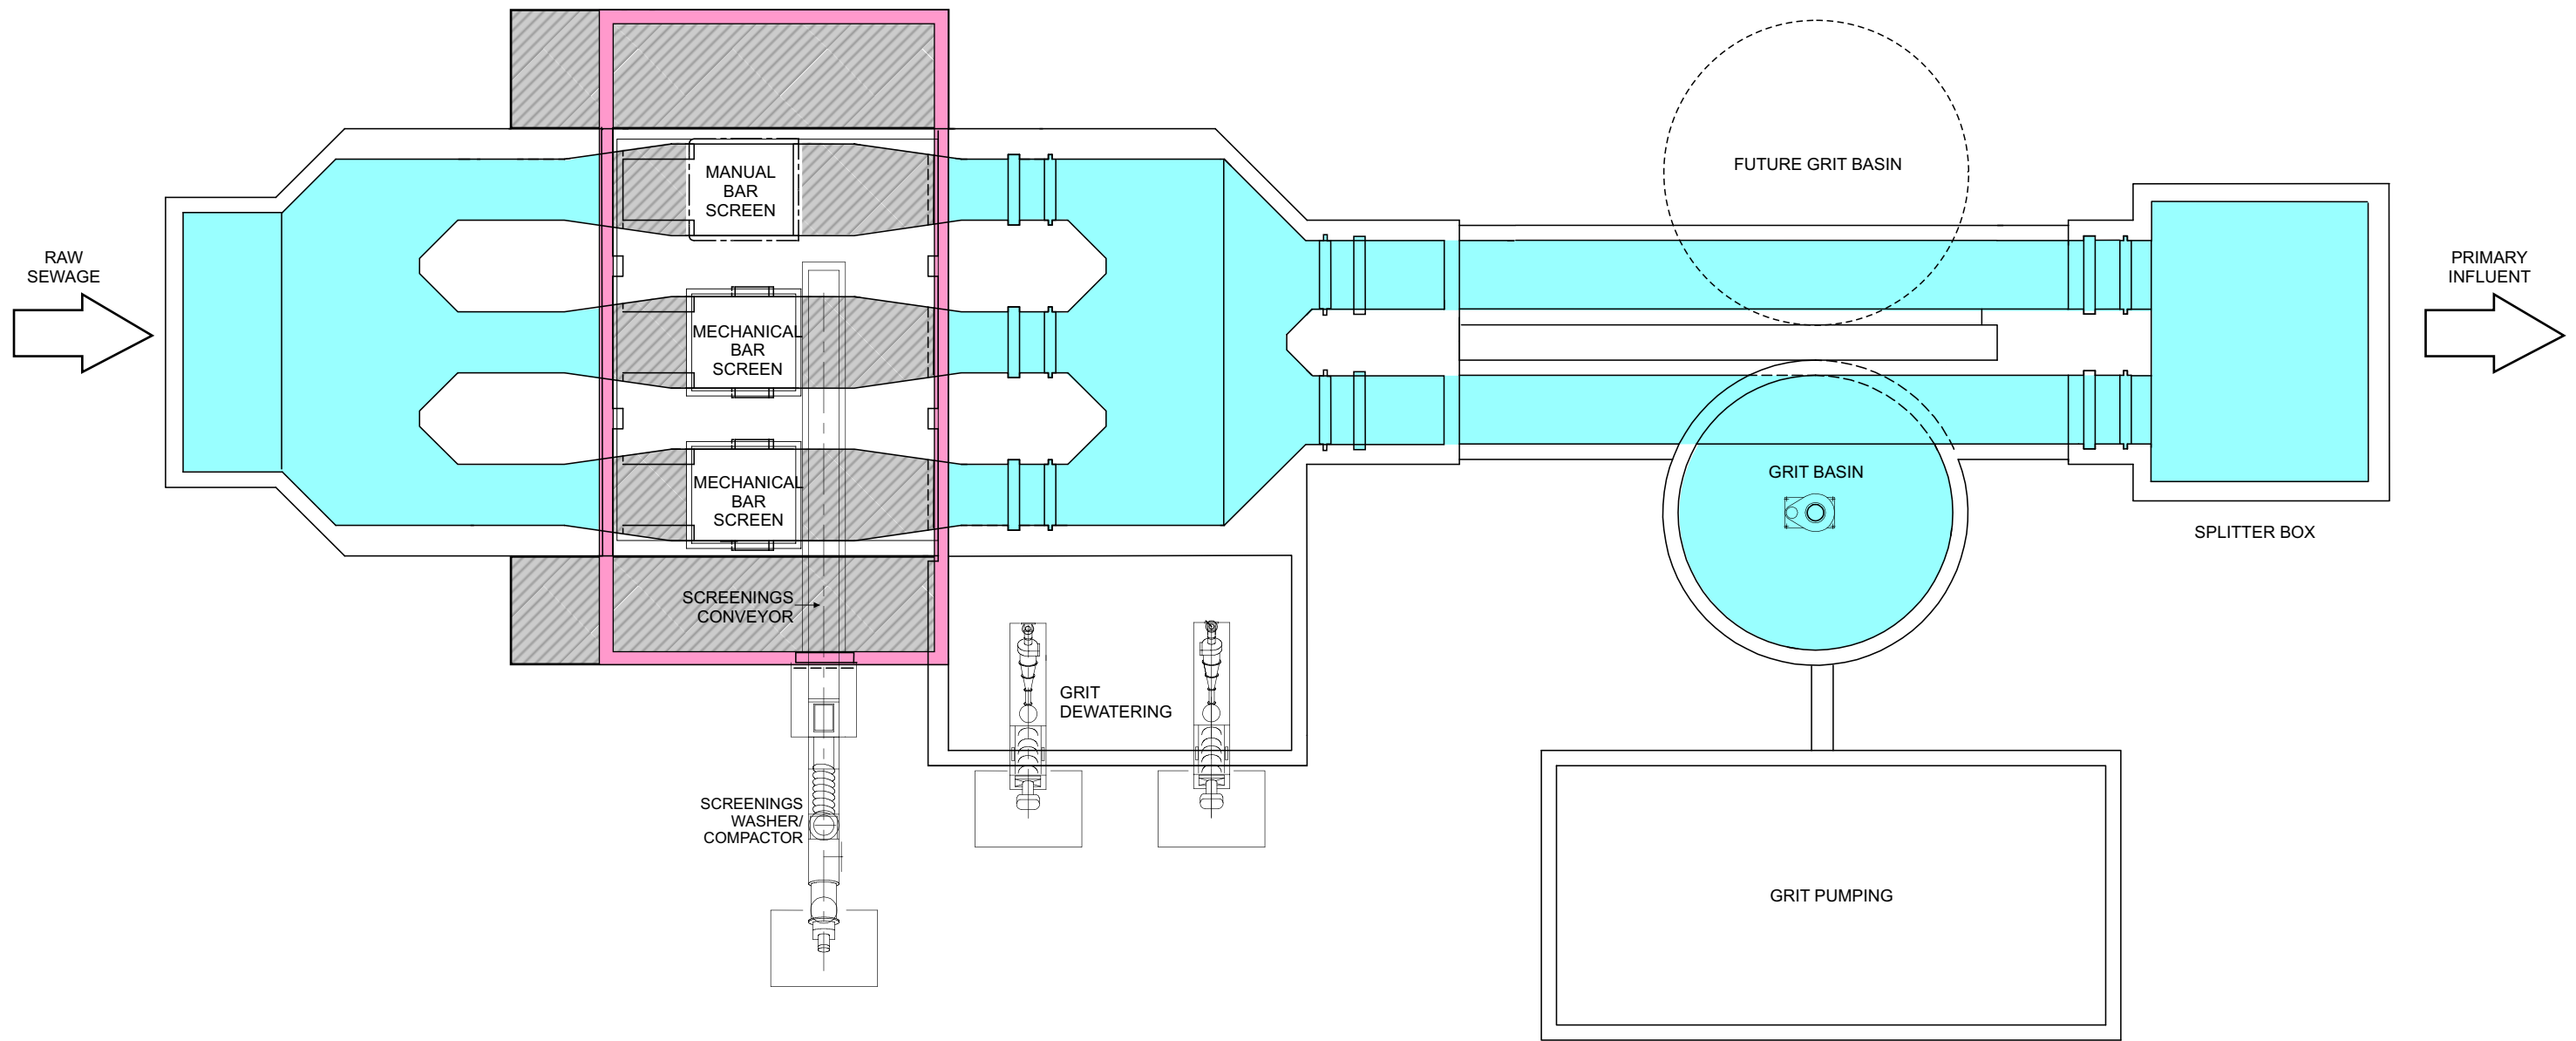 RAW
SEWAGE
MANUAL
BAR
SCREEN
MECHANICAL
BAR
SCREEN
MECHANICAL
BAR
SCREEN
SCREENINGS
CONVEYOR
SCREENINGS
WASHER/
COMPACTOR
GRIT
DEWATERING
FUTURE GRIT BASIN
GRIT BASIN
GRIT PUMPING
SPLITTER BOX
PRIMARY
INFLUENT